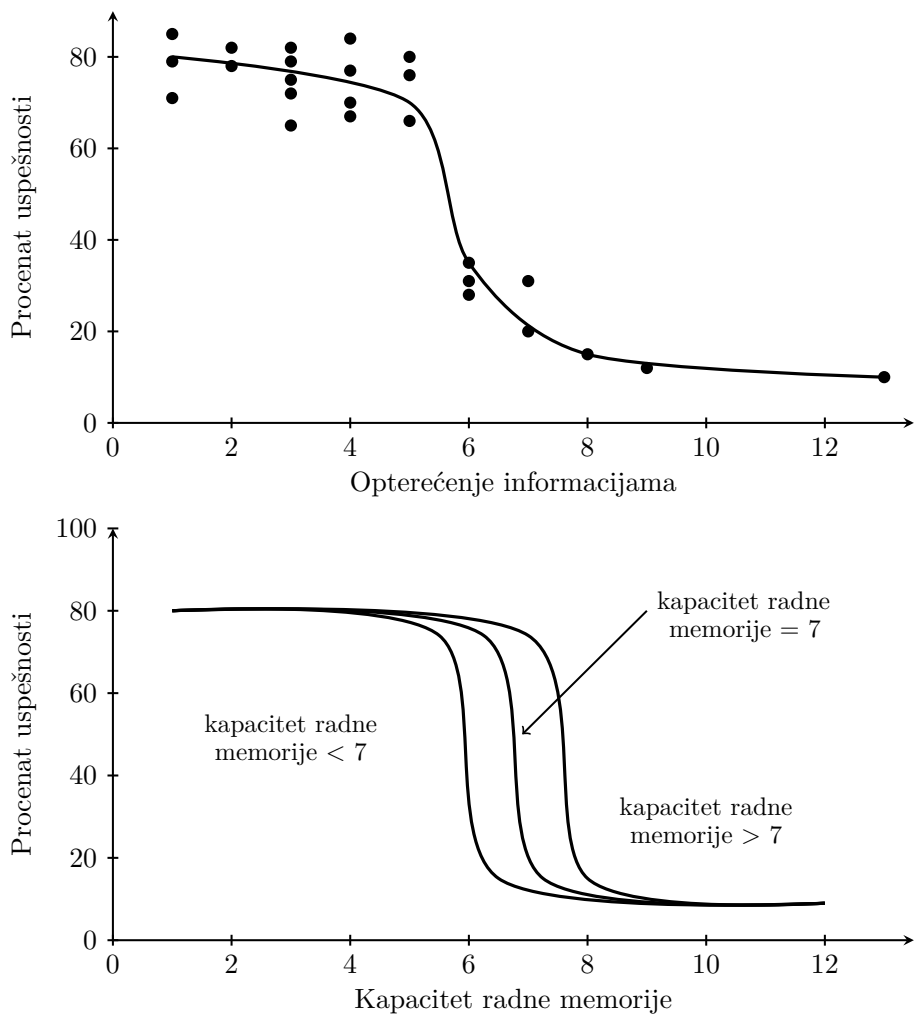 Procenat uspešnosti
80
60
40
20
0
0 2 4 6 8 10 12
Opterećenje informacijama
Procenat uspešnosti
100
80
60
40
20
0
kapacitet radne
memorije = 7
kapacitet radne
memorije < 7
kapacitet radne
memorije > 7
0 2 4 6 8 10 12
Kapacitet radne memorije